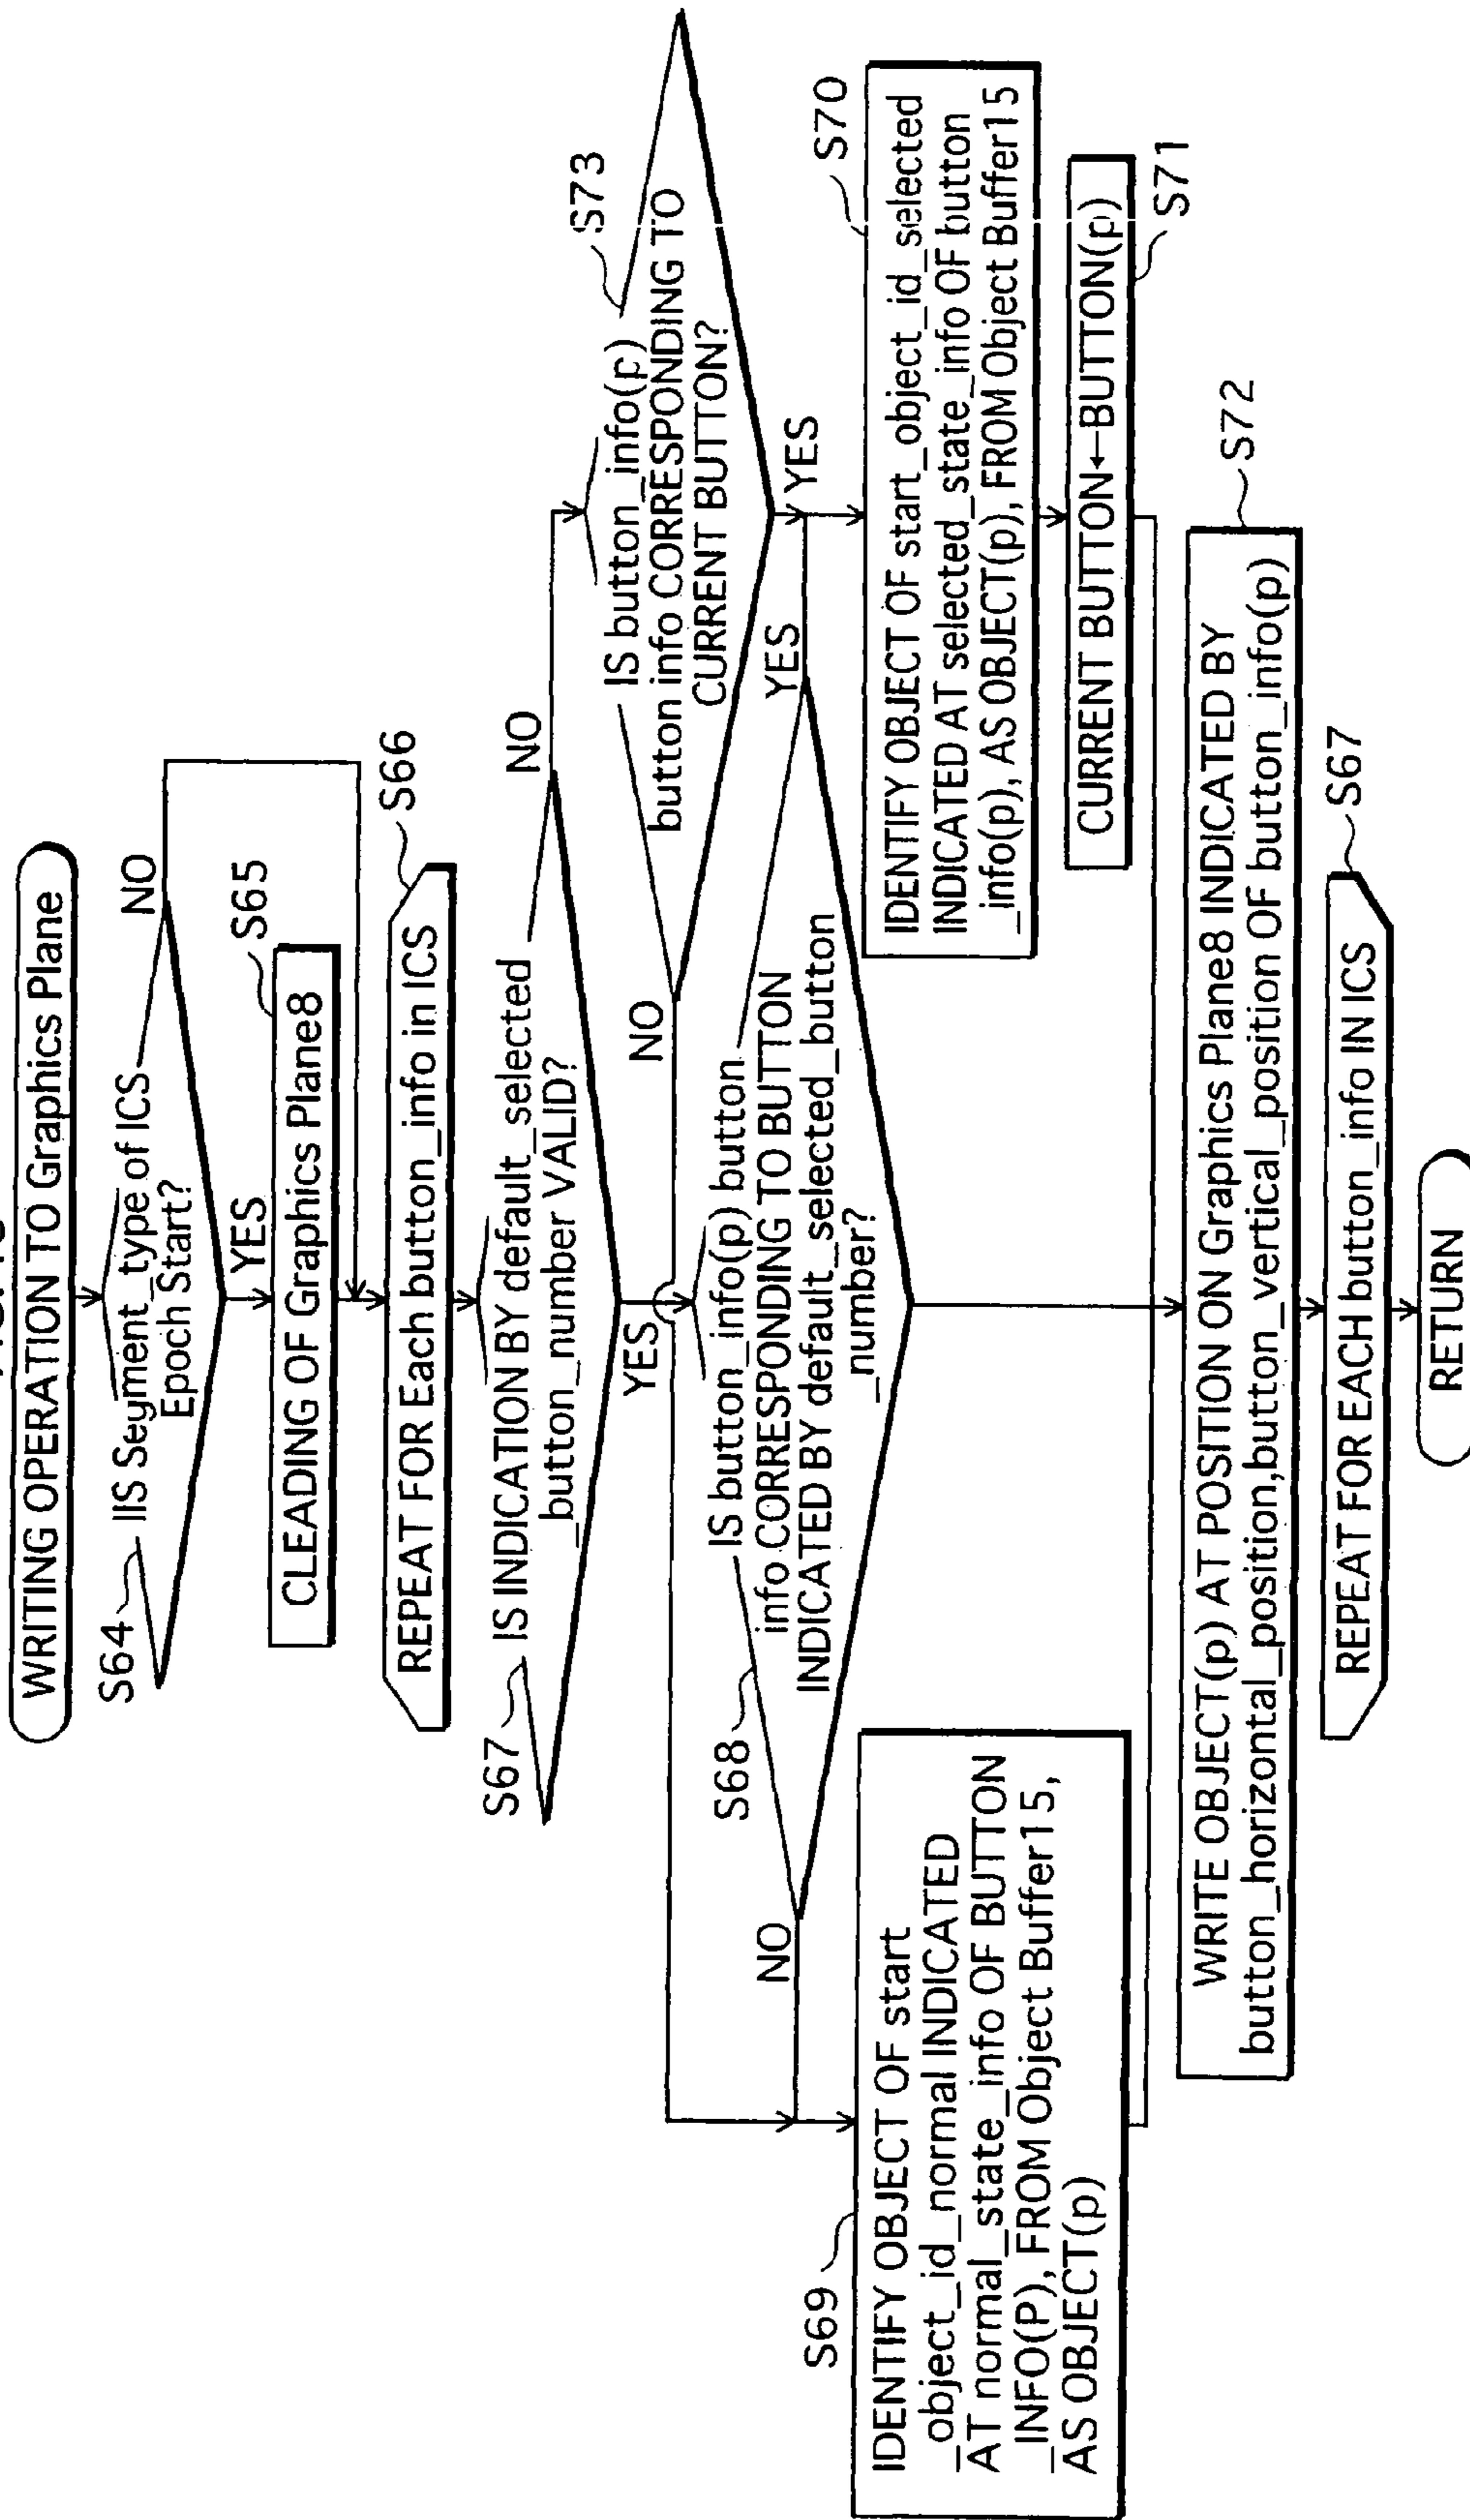 WRITING OPERATION TO Graphics Plane
S64
IIS Segment_type of ICS
Epoch Start?
NO
YES
S65
CLEADING OF Graphics Plane8
S66
REPEAT FOR Each button_info in ICS
S67
IS INDICATION BY default_selected
_button_number VALID?
NO
YES
S73
IS button_info(p)
button info CORRESPONDING TO
CURRENT BUTTON?
NO
YES
S68
IS button_info(p) button
info CORRESPONDING TO BUTTON
INDICATED BY default_selected_button
_number?
NO
YES
S69
IDENTIFY OBJECT OF start
_object_id_normal INDICATED
AT normal_state_info OF BUTTON
_INFO(P), FROM Object Buffer15,
AS OBJECT(p)
S70
IDENTIFY OBJECT OF start_object_id_selected
INDICATED AT selected_state_info OF button
_info(p), AS OBJECT(p), FROM Object Buffer15
CURRENT BUTTON←BUTTON(p)
S71
S72
WRITE OBJECT(p) AT POSITION ON Graphics Plane8 INDICATED BY
button_horizontal_position,button_vertical_position OF button_info(p)
S67
REPEAT FOR EACH button_info IN ICS
RETURN